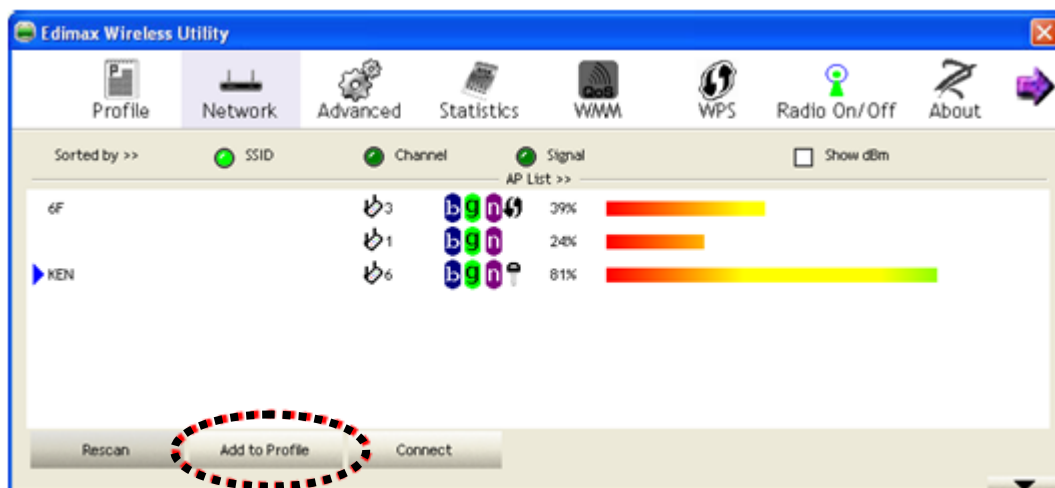 Edimax Wireless Utility
P
QoS
Profile Network Advanced Statistics WMM WPS Radio On/Off About
Sorted by >> SSID Channel Signal Show dBm
AP List >>
6F 3 b g n 39%
1 b g n 24%
KEN 6 b g n 81%
Rescan Add to Profile Connect